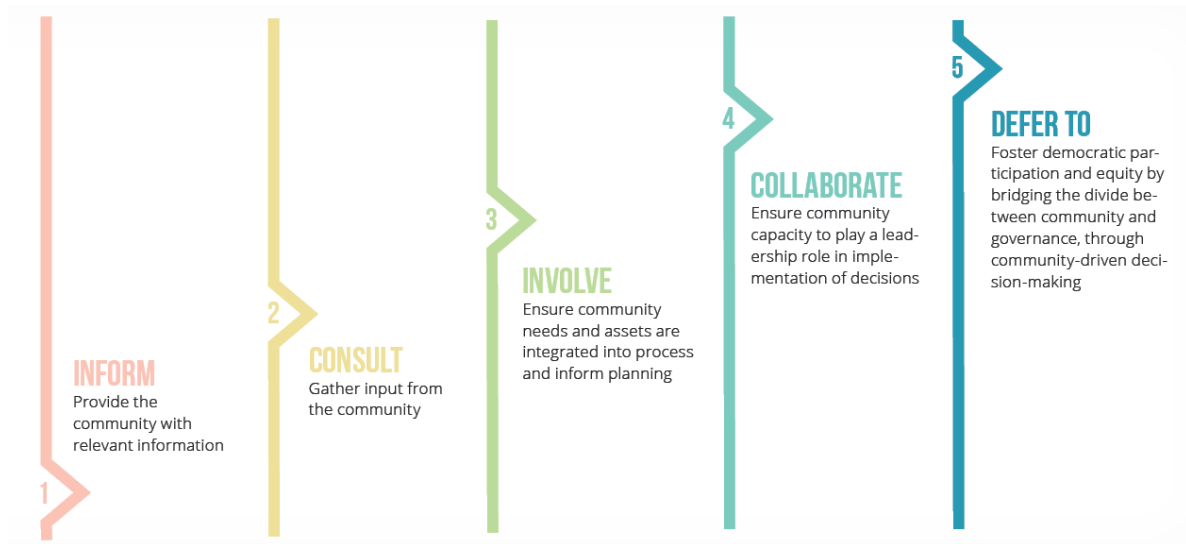 1
INFORM
Provide the
community with
relevant information
2
CONSULT
Gather input from
the community
3
INVOLVE
Ensure community
needs and assets are
integrated into process
and inform planning
4
COLLABORATE
Ensure community
capacity to play a lead-
ership role in imple-
mentation of decisions
5
DEFER TO
Foster democratic par-
ticipation and equity by
bridging the divide be-
tween community and
governance, through
community-driven deci-
sion-making